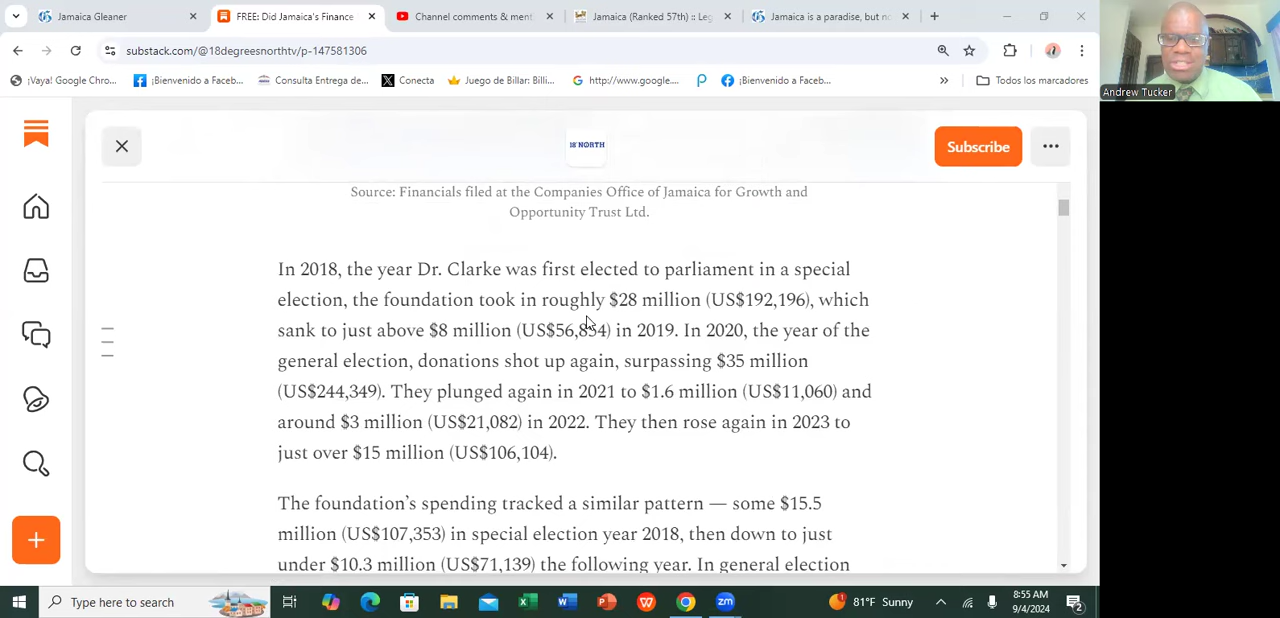 Jamaica Gleaner
FREE: Did Jamaica's Finance
Channel comments & ment
Jamaica (Ranked 57th) :: Leg
Jamaica is a paradise, but no
substack.com/@18degreesnorthtv/p-147581306
¡Vaya! Google Chro...
¡Bienvenido a Faceb...
Consulta Entrega de...
Conecta
Juego de Billar: Billi...
http://www.google....
¡Bienvenido a Faceb...
»
Todos los marcadores
Andrew Tucker
18° NORTH
Subscribe
Source: Financials filed at the Companies Office of Jamaica for Growth and
Opportunity Trust Ltd.
In 2018, the year Dr. Clarke was first elected to parliament in a special
election, the foundation took in roughly $28 million (US$192,196), which
sank to just above $8 million (US$56,834) in 2019. In 2020, the year of the
general election, donations shot up again, surpassing $35 million
(US$244,349). They plunged again in 2021 to $1.6 million (US$11,060) and
around $3 million (US$21,082) in 2022. They then rose again in 2023 to
just over $15 million (US$106,104).
The foundation's spending tracked a similar pattern — some $15.5
million (US$107,353) in special election year 2018, then down to just
under $10.3 million (US$71,139) the following year. In general election
Type here to search
81°F Sunny
8:55 AM
9/4/2024
2